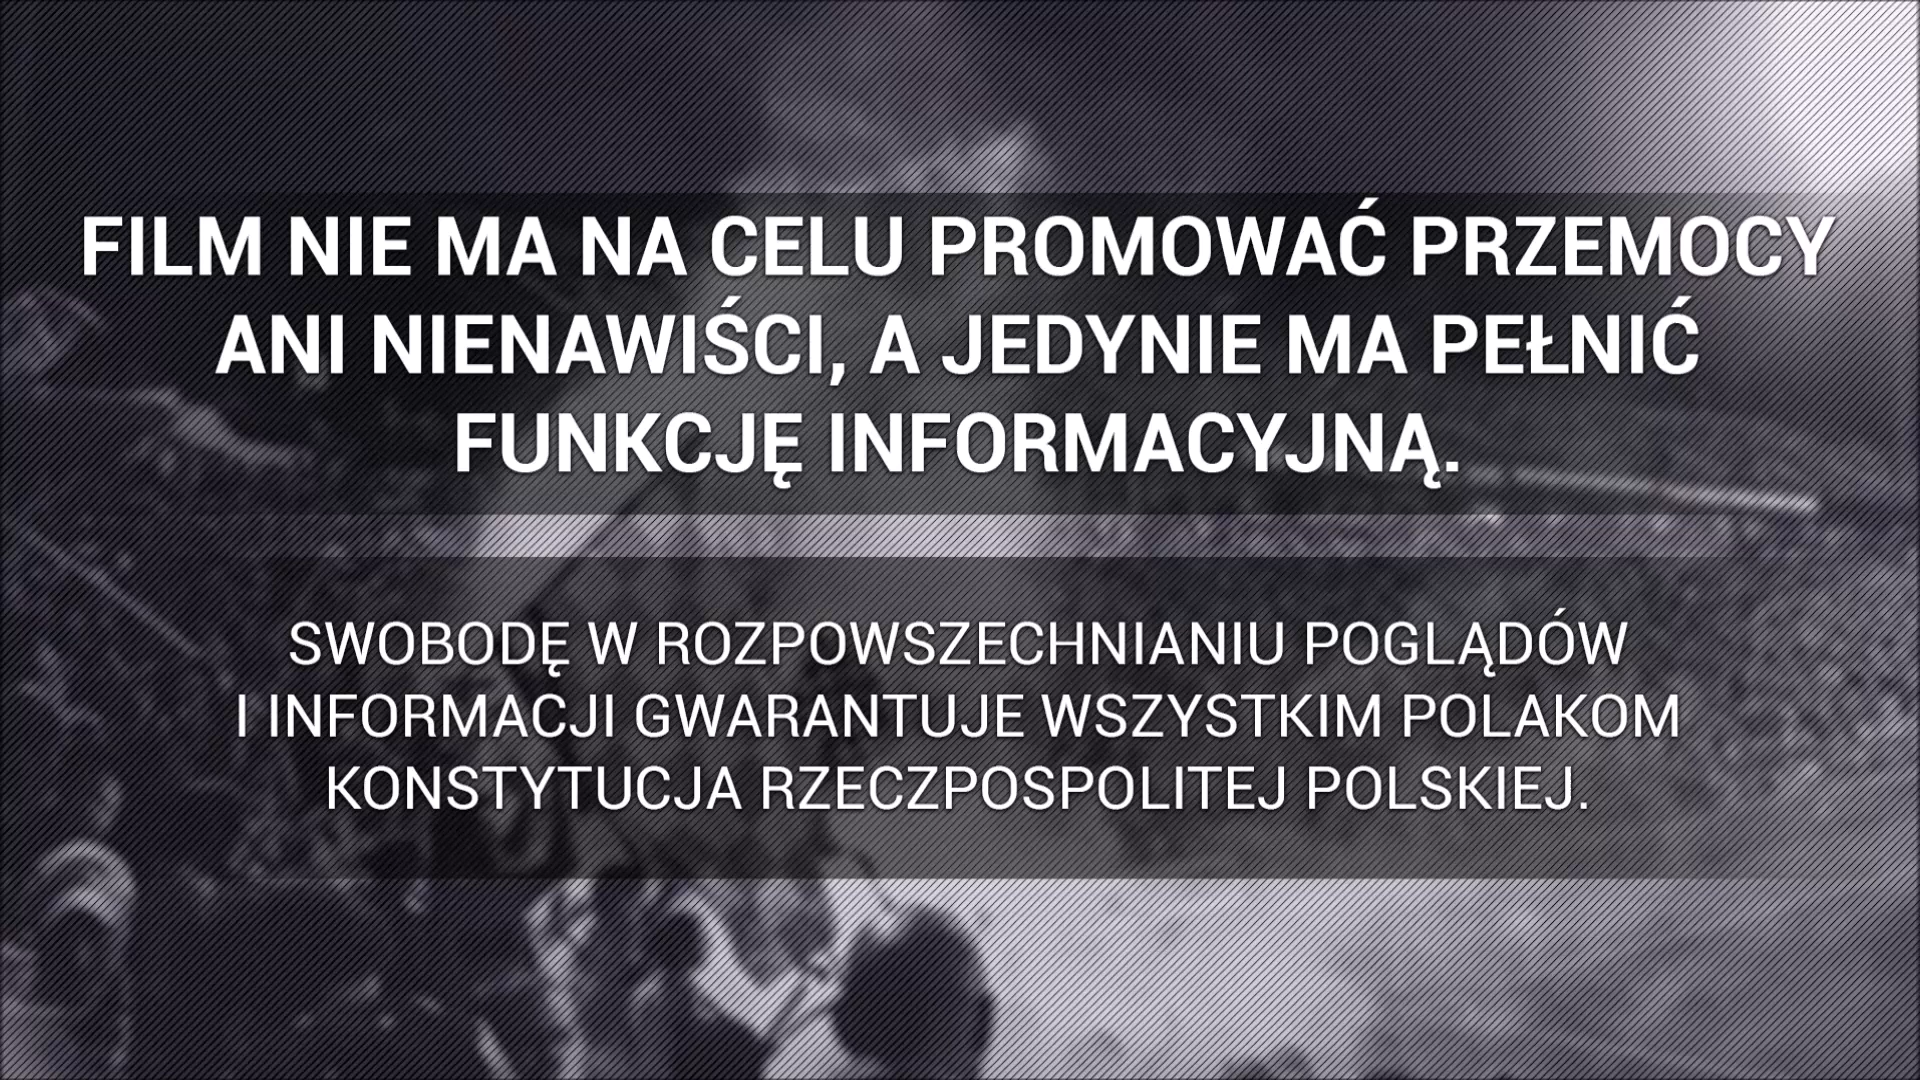 FILM NIE MA NA CELU PROMOWAĆ PRZEMOCY
ANI NIENAWIŚCI, A JEDYNIE MA PEŁNIĆ
FUNKCJĘ INFORMACYJNĄ.
SWOBODĘ W ROZPOWSZECHNIANIU POGLĄDÓW
I INFORMACJI GWARANTUJE WSZYSTKIM POLAKOM
KONSTYTUCJA RZECZPOSPOLITEJ POLSKIEJ.